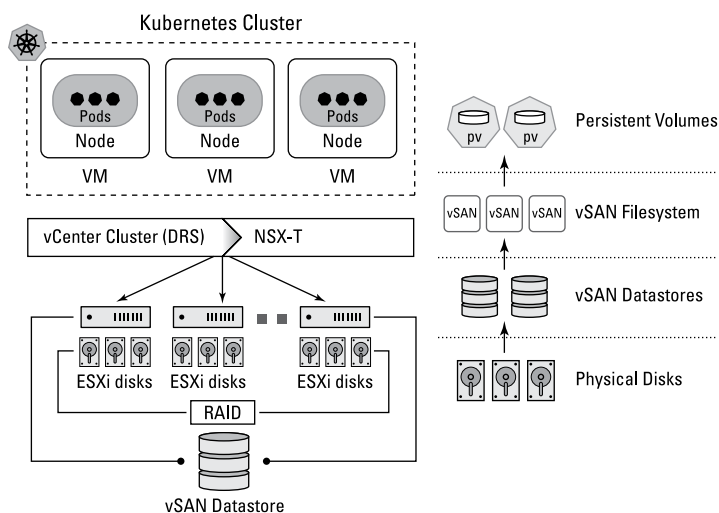 Kubernetes Cluster
Pods
Pods
Pods
Node
Node
Node
VM
VM
VM
vCenter Cluster (DRS)
NSX-T
ESXi disks
ESXi disks
ESXi disks
RAID
vSAN Datastore
pv
pv
Persistent Volumes
vSAN
vSAN
vSAN
vSAN Filesystem
vSAN Datastores
Physical Disks